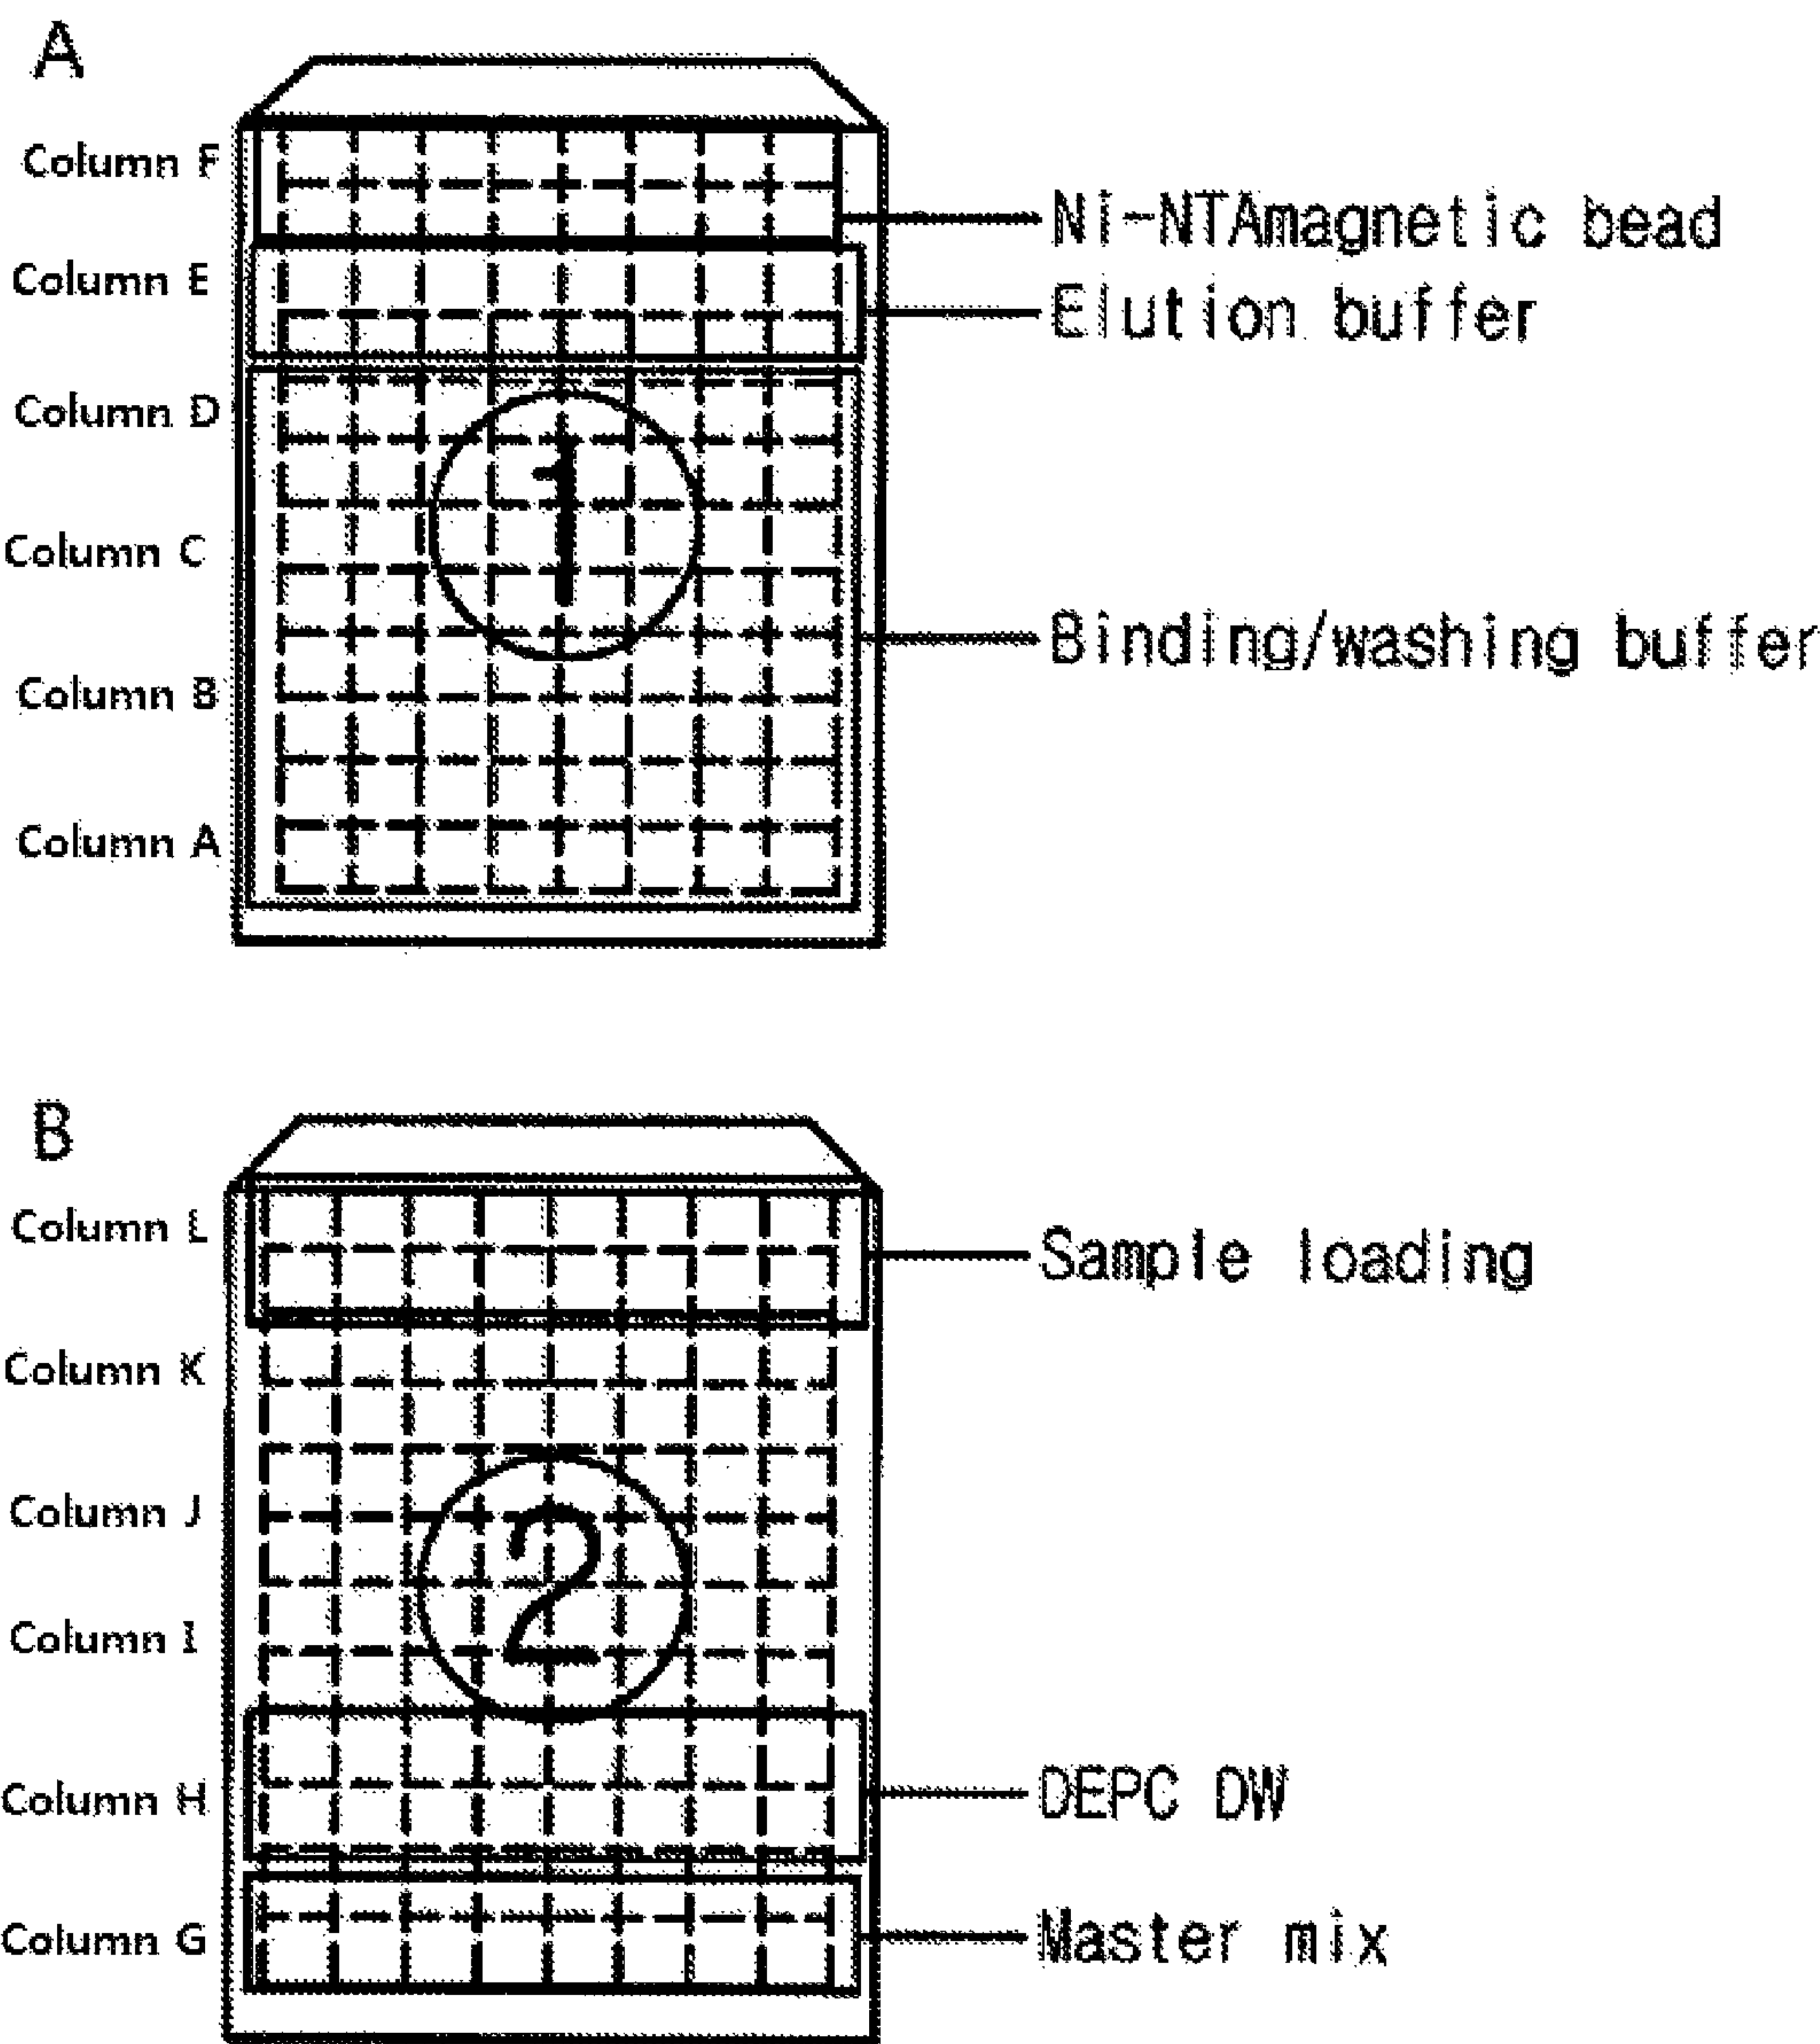 A
Column F
Ni-NTAmagnetic bead
Column E
Elution buffer
Column D
1
Column C
Binding/washing buffer
Column B
Column A
B
Column L
Sample loading
Column K
Column J
2
Column I
Column H
DEPC DW
Column G
Master mix